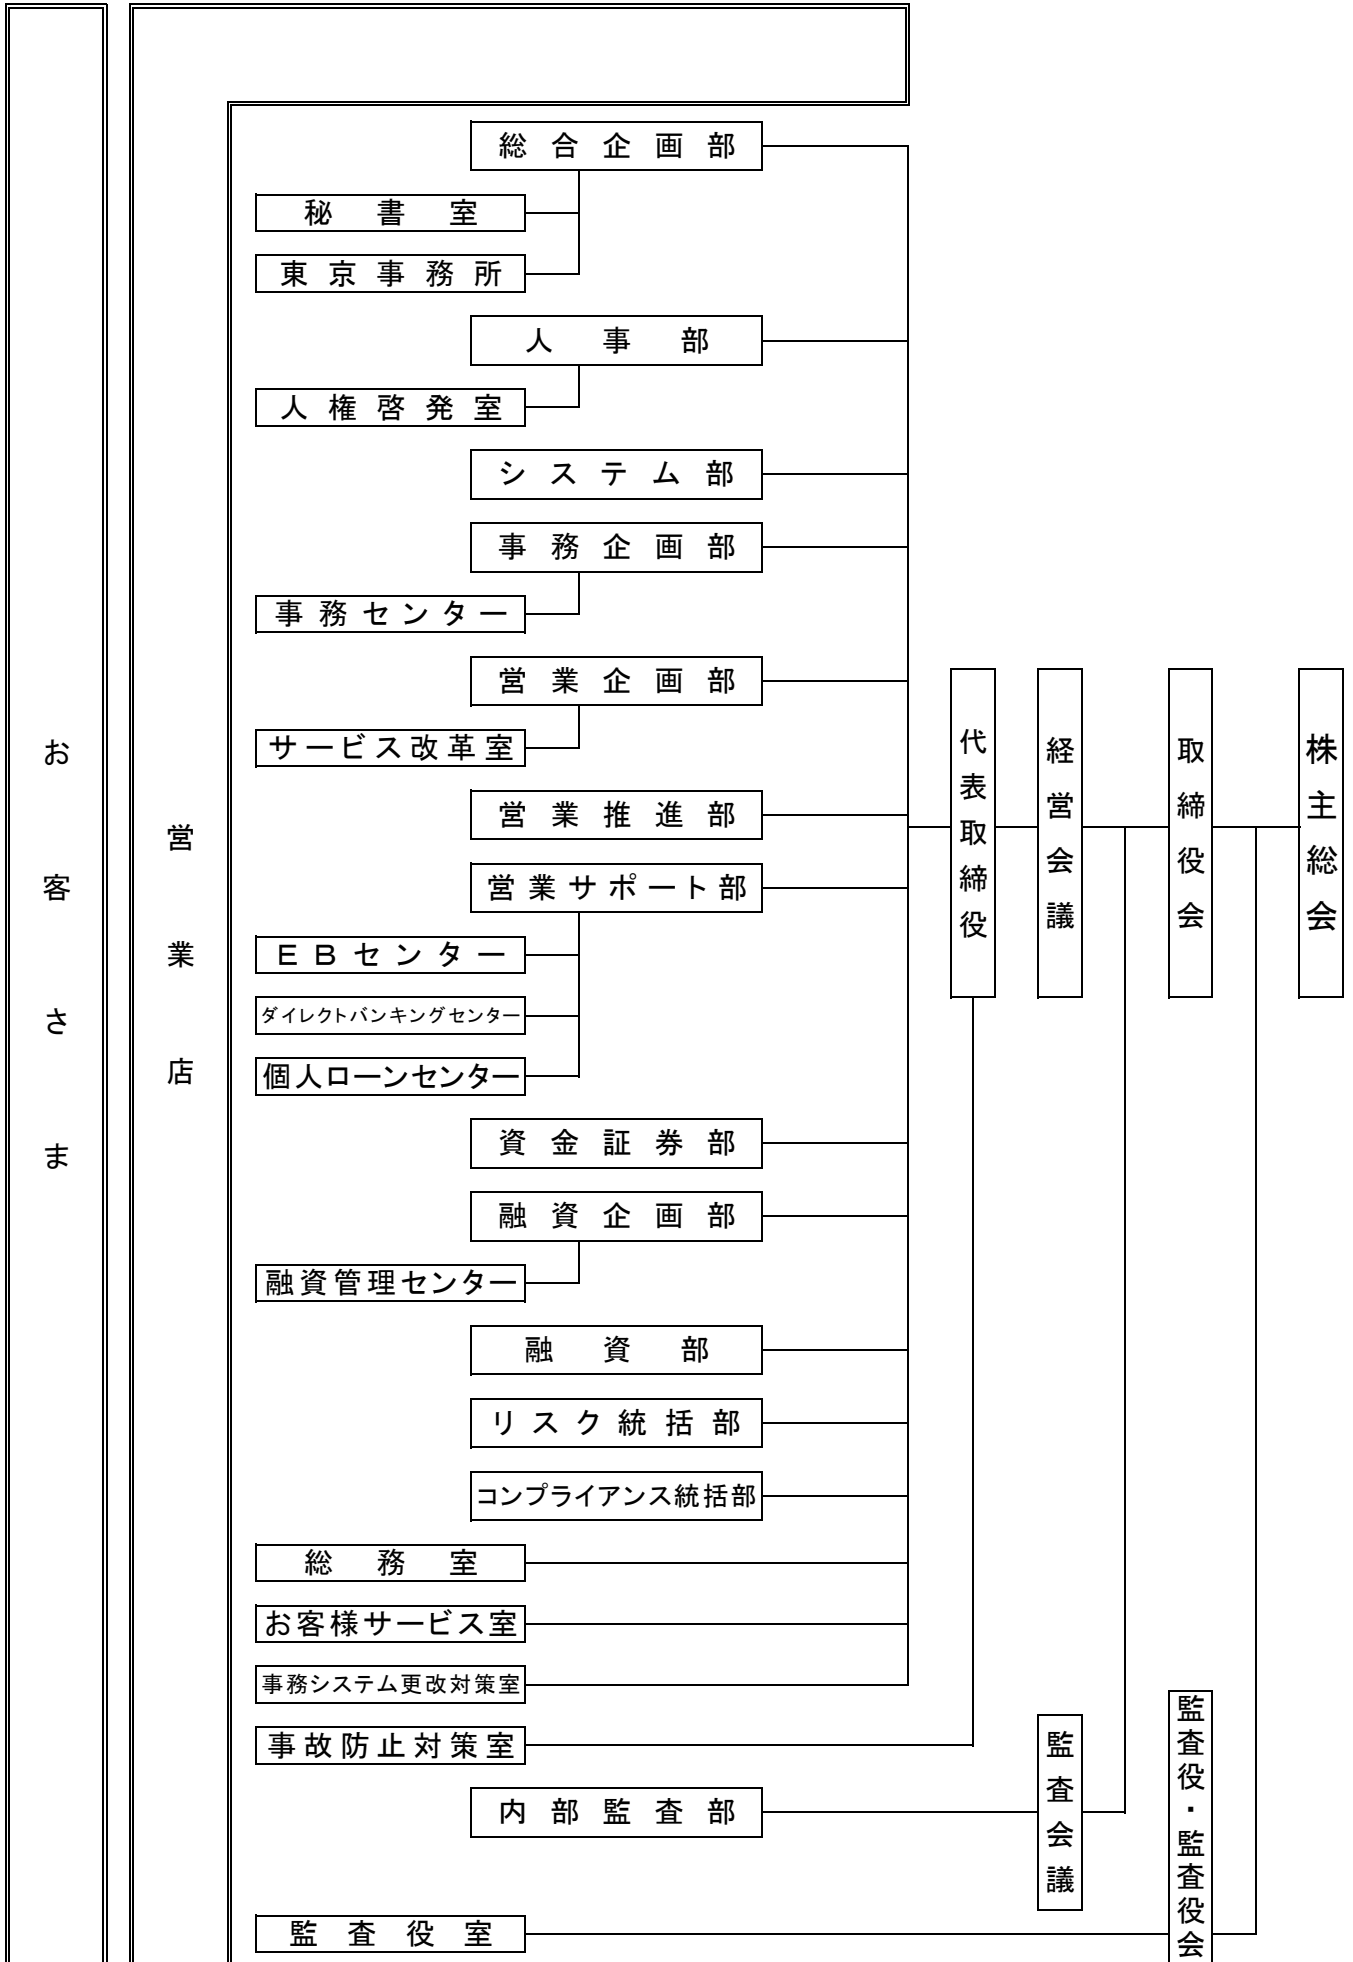 お客さま
営業店
総合企画部
秘書室
東京事務所
人事部
人権啓発室
システム部
事務企画部
事務センター
営業企画部
サービス改革室
営業推進部
営業サポート部
ＥＢセンター
ダイレクトバンキングセンター
個人ローンセンター
資金証券部
融資企画部
融資管理センター
融資部
リスク統括部
コンプライアンス統括部
総務室
お客様サービス室
事務システム更改対策室
事故防止対策室
内部監査部
監査役室
代表取締役
経営会議
取締役会
株主総会
監査会議
監査役・監査役会